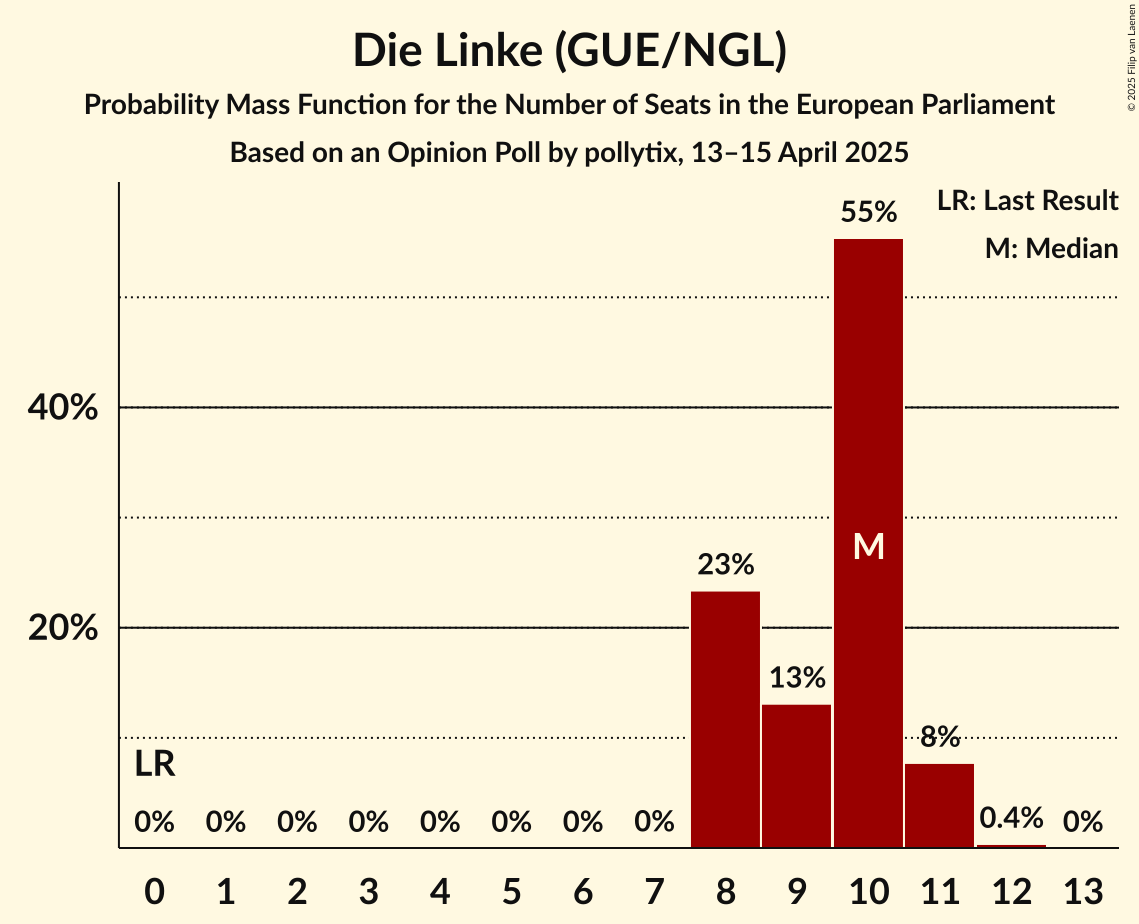 Die Linke (GUE/NGL)
Probability Mass Function for the Number of Seats in the European Parliament
Based on an Opinion Poll by pollytix, 13–15 April 2025
© 2025 Filip van Laenen
LR: Last Result
M: Median
55%
40%
M
23%
20%
13%
8%
LR
0% 0% 0% 0% 0% 0% 0% 0% 0.4% 0%
0 1 2 3 4 5 6 7 8 9 10 11 12 13